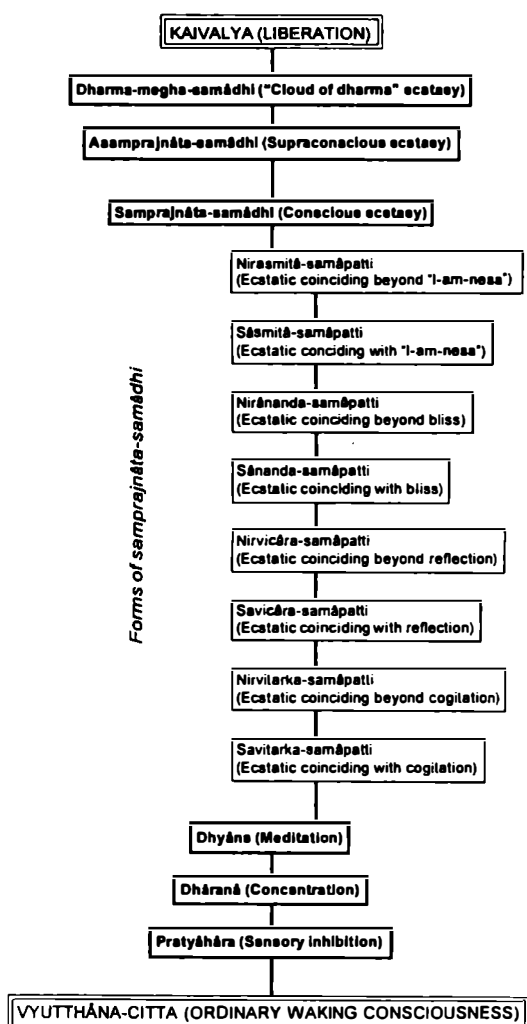 KAIVALYA (LIBERATION)
Dharma-megha-samâdhi ("Cloud of dharma" ecstasy)
Asamprajnâta-samâdhi (Supraconscious ecstasy)
Samprajnâta-samâdhi (Conscious ecstasy)
Forms of samprajnâta-samâdhi
Nirasmitâ-samâpatti
(Ecstatic coinciding beyond "I-am-ness")
Sâsmitâ-samâpatti
(Ecstatic conciding with "I-am-ness")
Nirânanda-samâpatti
(Ecstatic coinciding beyond bliss)
Sânanda-samâpatti
(Ecstatic coinciding with bliss)
Nirvicâra-samâpatti
(Ecstatic coinciding beyond reflection)
Savicâra-samâpatti
(Ecstatic coinciding with reflection)
Nirvitarka-samâpatti
(Ecstatic coinciding beyond cogitation)
Savitarka-samâpatti
(Ecstatic coinciding with cogitation)
Dhyâna (Meditation)
Dhâranâ (Concentration)
Pratyâhâra (Sensory inhibition)
VYUTTHÂNA-CITTA (ORDINARY WAKING CONSCIOUSNESS)